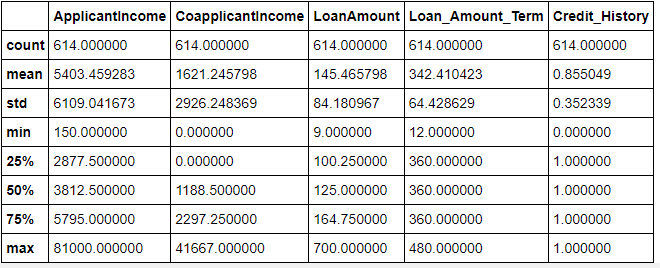 ApplicantIncome CoapplicantIncome LoanAmount Loan_Amount_Term Credit_History
count 614.000000 614.000000 614.000000 614.000000 614.000000
mean 5403.459283 1621.245798 145.465798 342.410423 0.855049
std 6109.041673 2926.248369 84.180967 64.428629 0.352339
min 150.000000 0.000000 9.000000 12.000000 0.000000
25% 2877.500000 0.000000 100.250000 360.000000 1.000000
50% 3812.500000 1188.500000 125.000000 360.000000 1.000000
75% 5795.000000 2297.250000 164.750000 360.000000 1.000000
max 81000.000000 41667.000000 700.000000 480.000000 1.000000